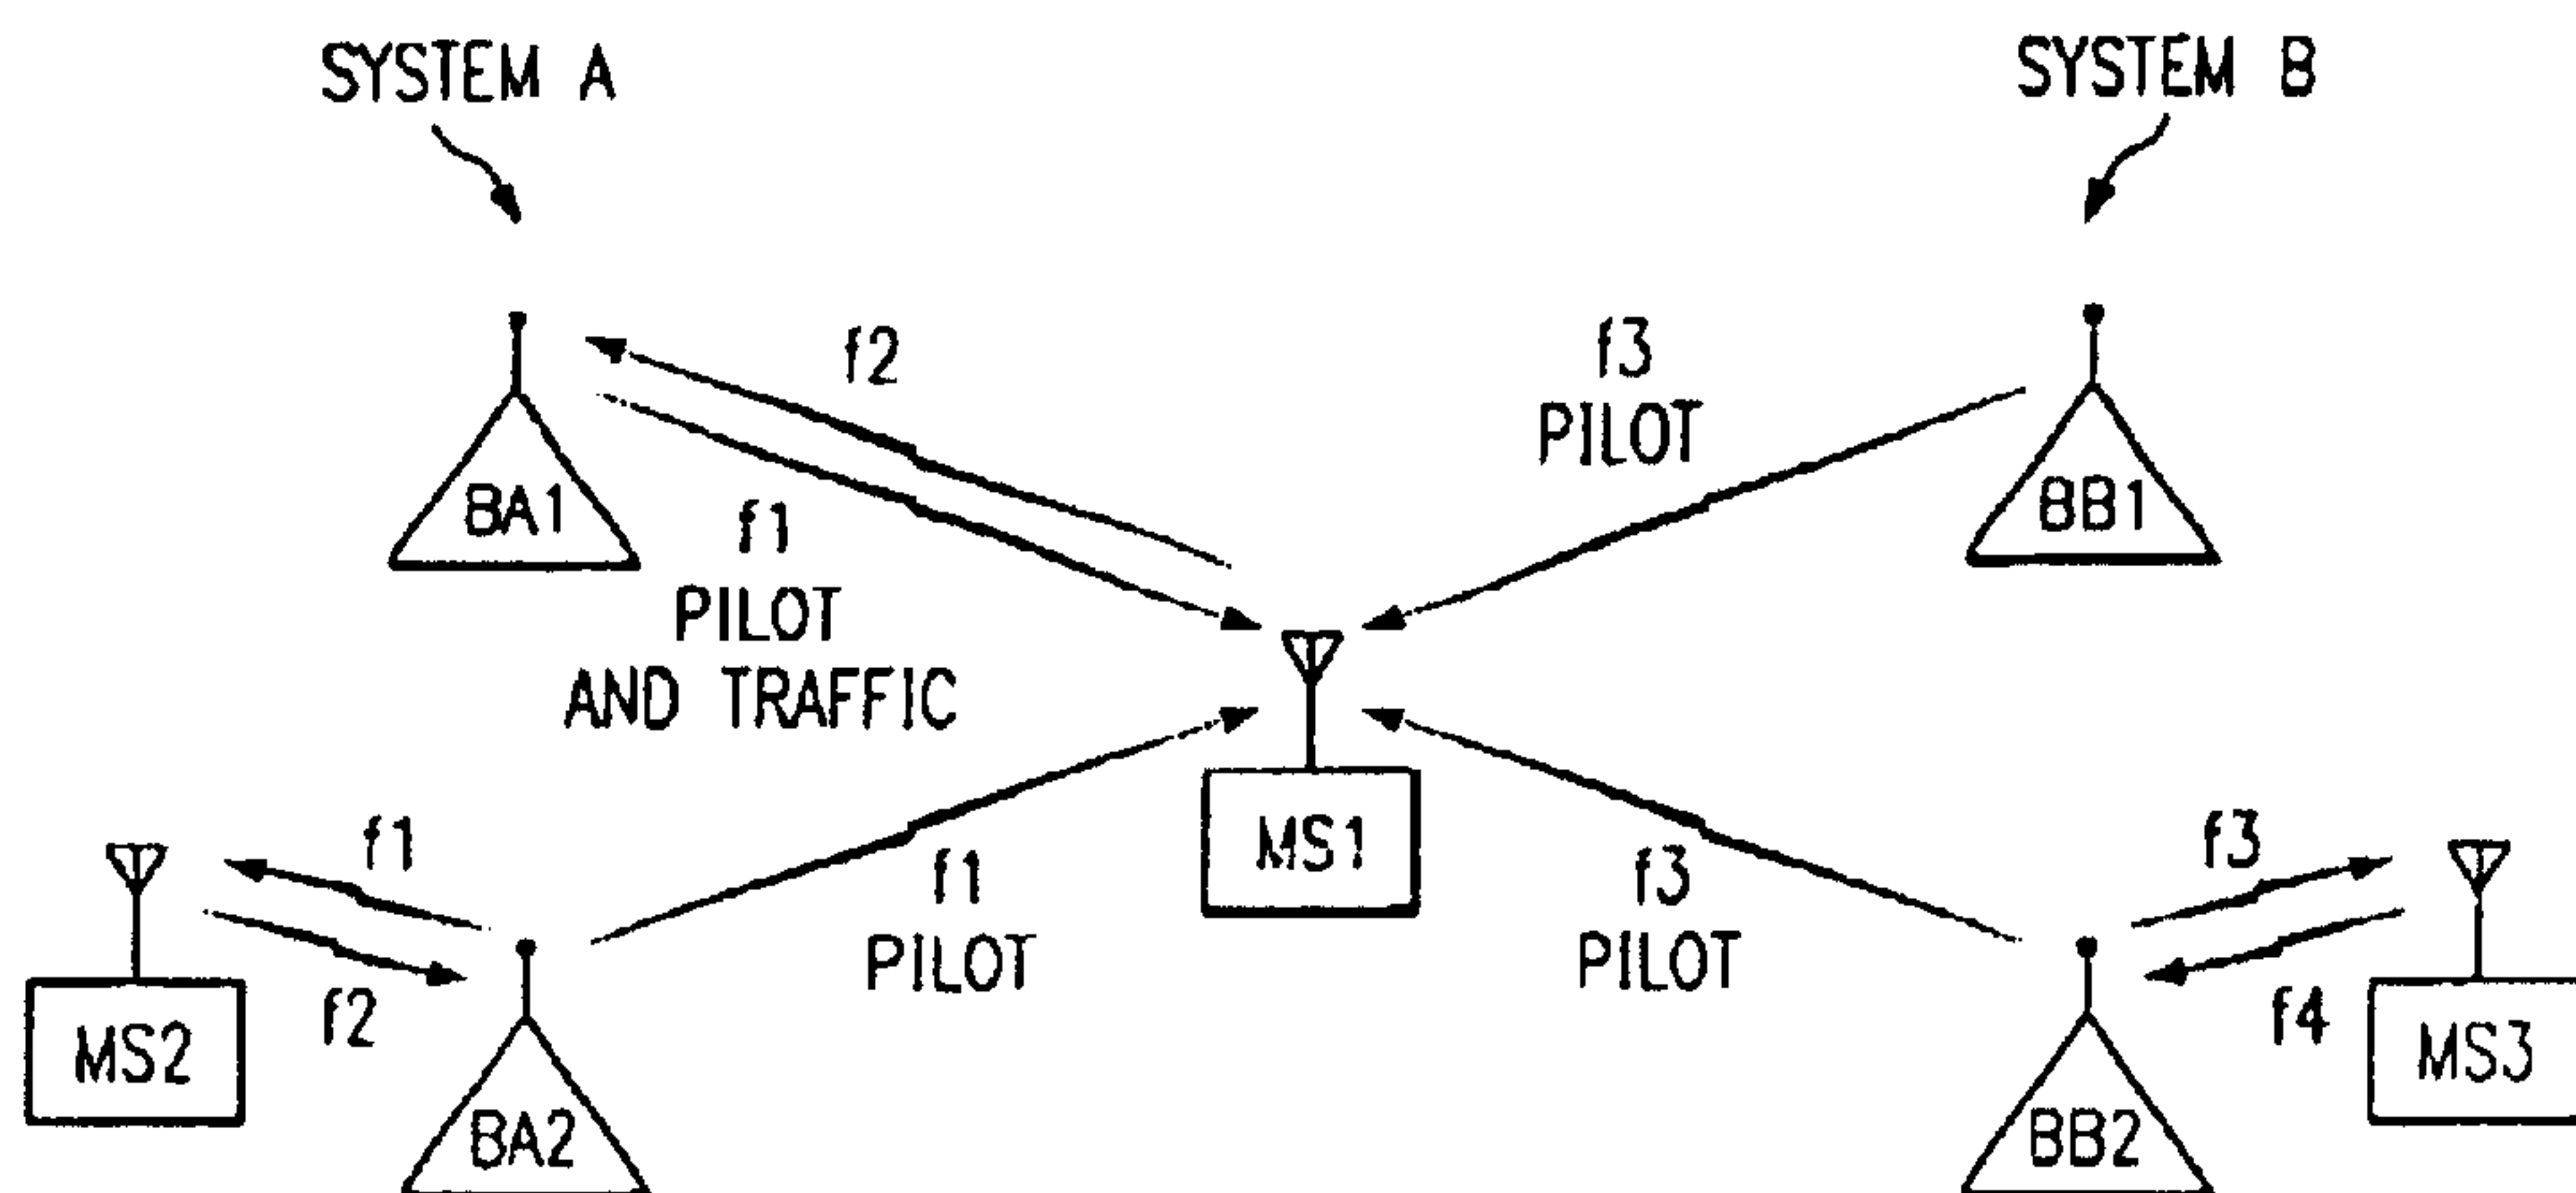 SYSTEM A
SYSTEM B
f2
f3
PILOT
BA1
BB1
f1
PILOT
AND TRAFFIC
MS1
f1
f2
MS2
BA2
f1
PILOT
f3
PILOT
f3
f4
MS3
BB2